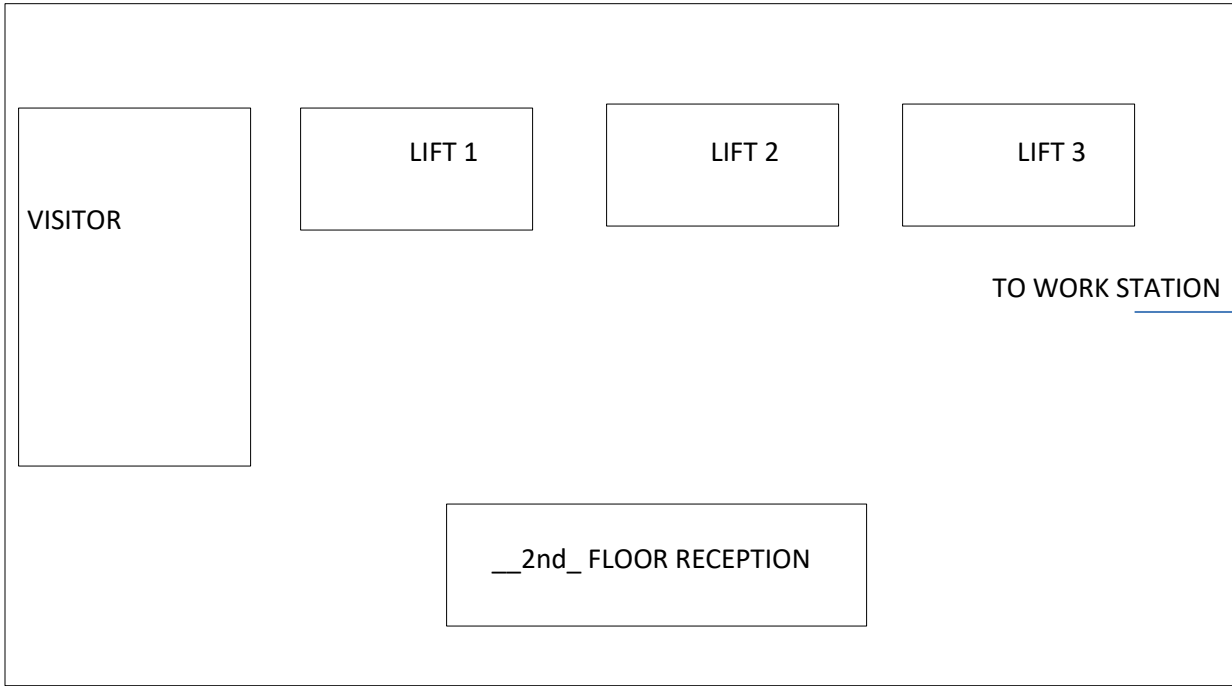 LIFT 1
LIFT 2
LIFT 3
VISITOR
TO WORK STATION
__2nd_ FLOOR RECEPTION